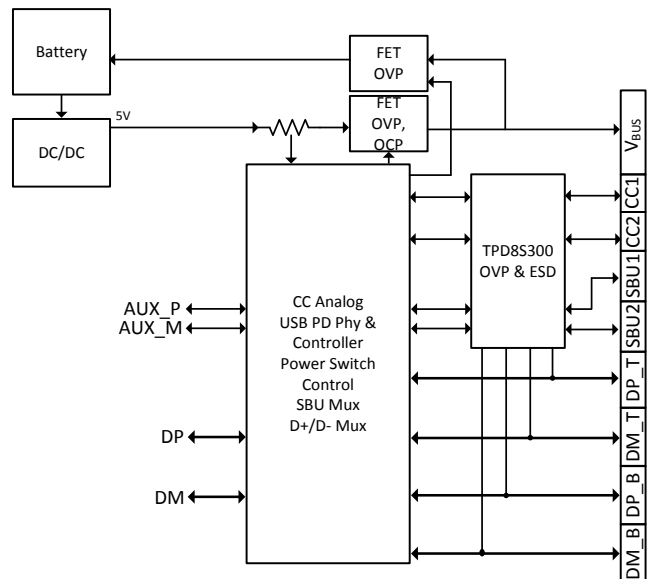 Battery
FET
OVP
5V
FET
OVP,
OCP
DC/DC
VBUS
CC1
CC2
SBU1
SBU2
DP_T
DM_T
DP_B
DM_B
TPD8S300
OVP & ESD
AUX_P
AUX_M
CC Analog
USB PD Phy &
Controller
Power Switch
Control
SBU Mux
D+/D- Mux
DP
DM